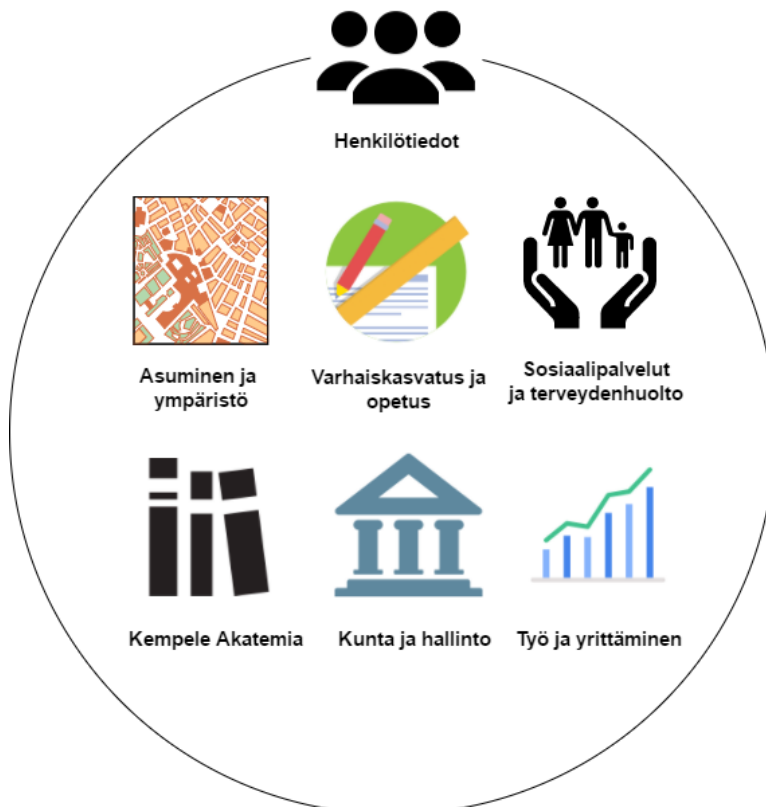 Henkilötiedot
Asuminen ja
ympäristö
Varhaiskasvatus ja
opetus
Sosiaalipalvelut
ja terveydenhuolto
Kempele Akatemia
Kunta ja hallinto
Työ ja yrittäminen